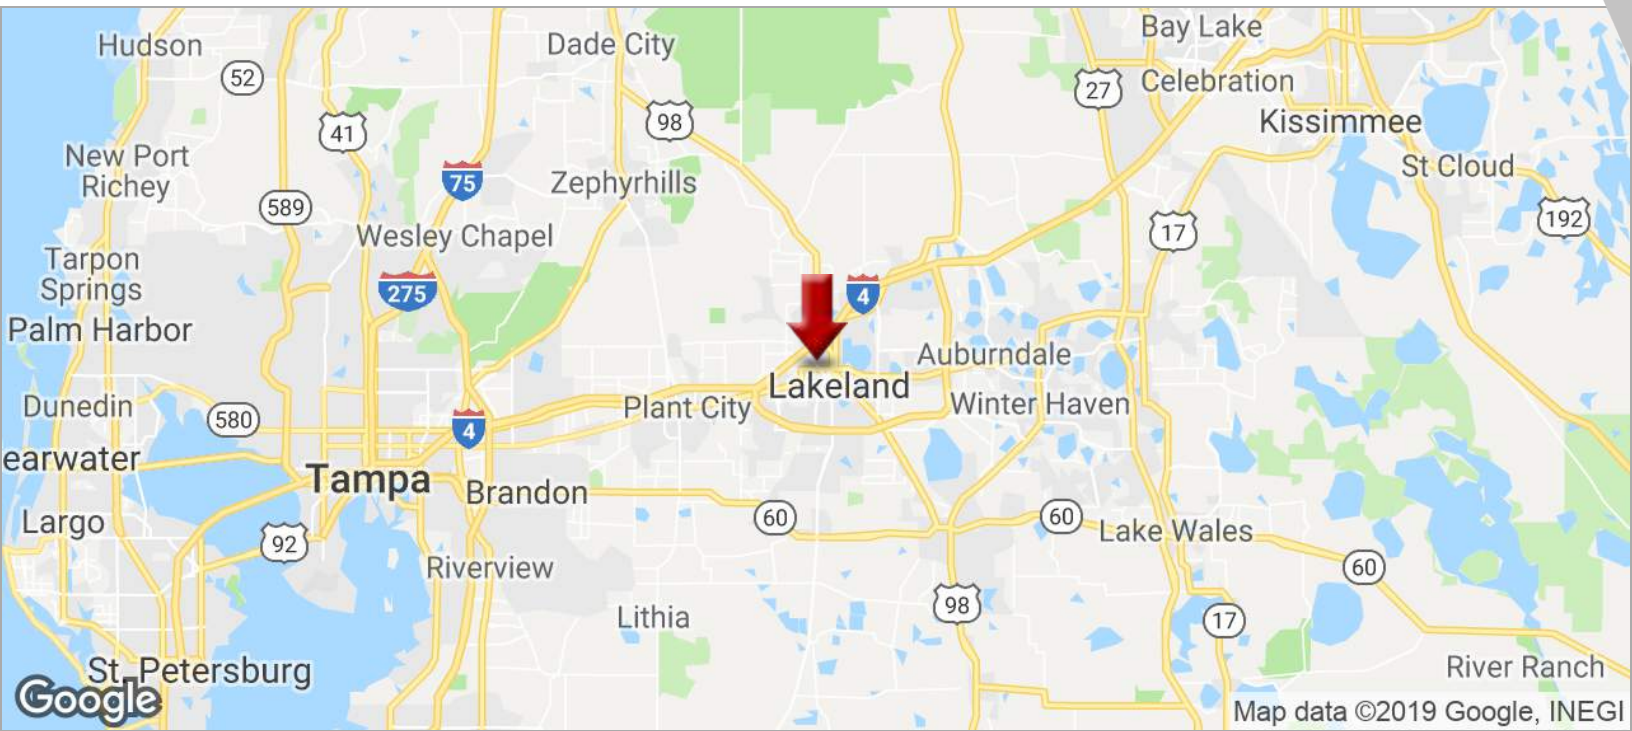 Hudson
Dade City
Bay Lake
52
27
Celebration
98
41
Kissimmee
New Port
Richey
St Cloud
75
Zephyrhills
589
192
17
Wesley Chapel
Tarpon
Springs
275
4
Palm Harbor
Auburndale
Lakeland
Dunedin
580
Plant City
Winter Haven
4
earwater
Tampa
Brandon
60
60
Largo
Lake Wales
92
Riverview
60
98
Lithia
17
St. Petersburg
River Ranch
Google
Map data ©2019 Google, INEGI